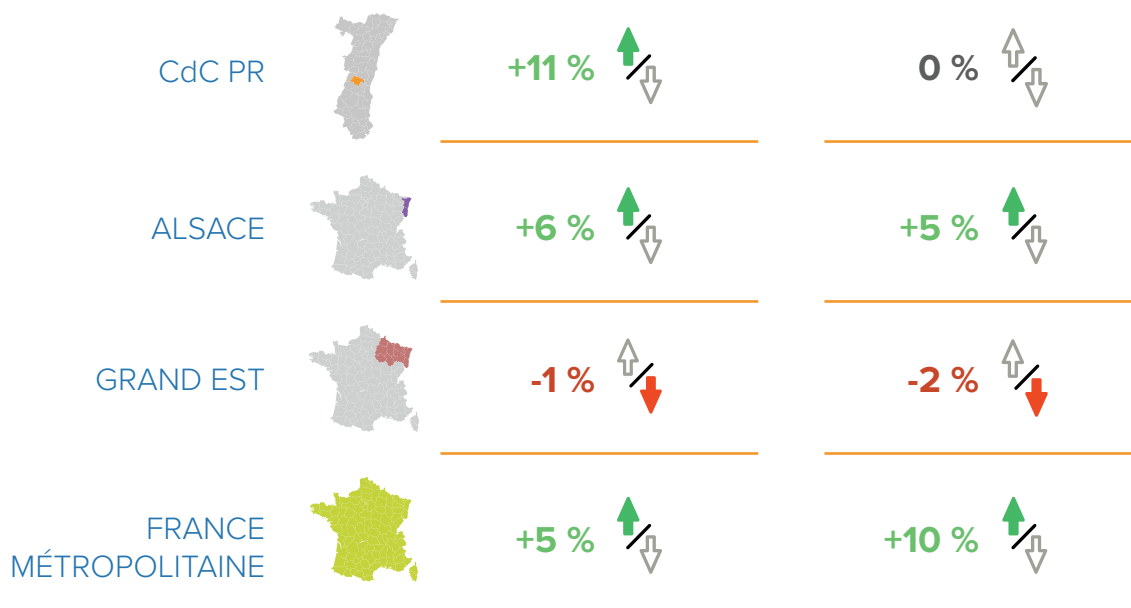 CdC PR
+11 %
0 %
ALSACE
+6 %
+5 %
GRAND EST
-1 %
-2 %
FRANCE
MÉTROPOLITAINE
+5 %
+10 %